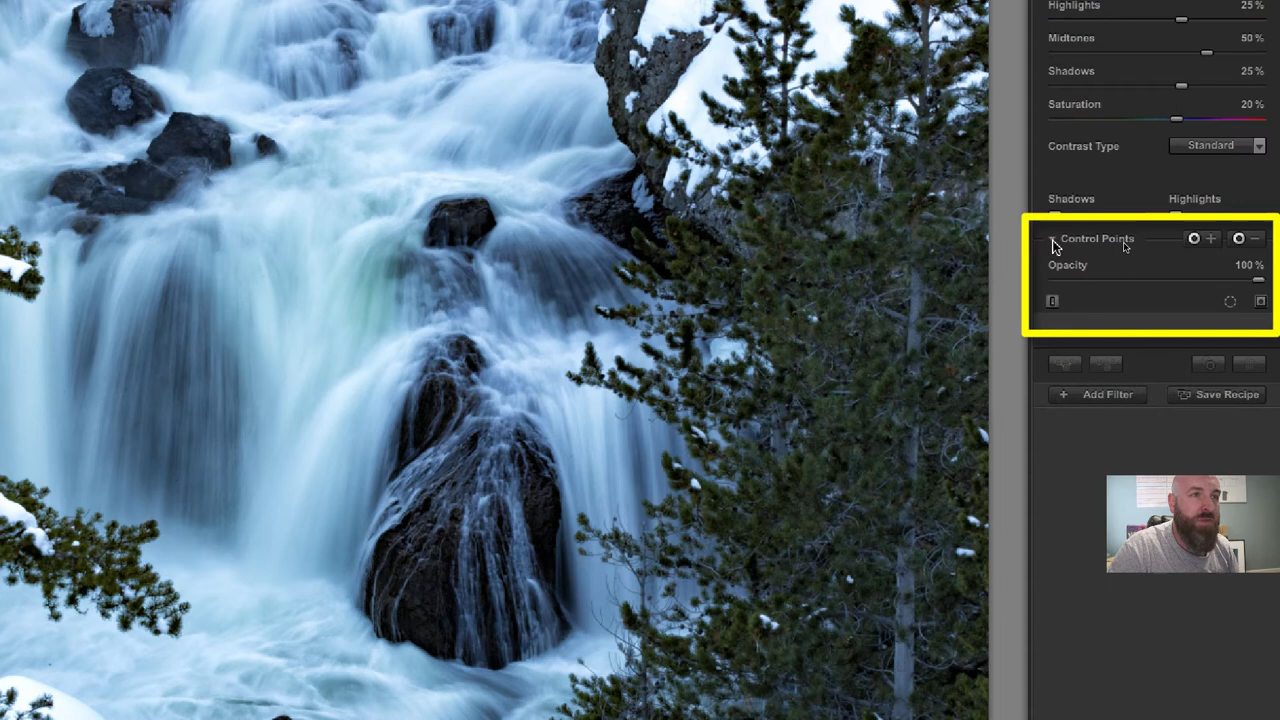 Highlights 25%
Midtones 50%
Shadows 25%
Saturation 20%
Contrast Type Standard
Shadows Highlights
Control Points
Opacity 100%
Add Filter Save Recipe